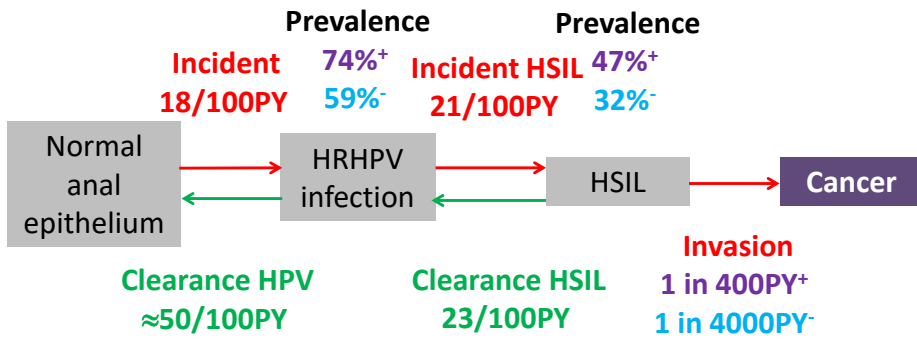 Prevalence
74%⁺
59%⁻
Incident
18/100PY
Prevalence
47%⁺
32%⁻
Incident HSIL
21/100PY
Normal
anal
epithelium
HRHPV
infection
HSIL
Cancer
Clearance HPV
≈50/100PY
Clearance HSIL
23/100PY
Invasion
1 in 400PY⁺
1 in 4000PY⁻